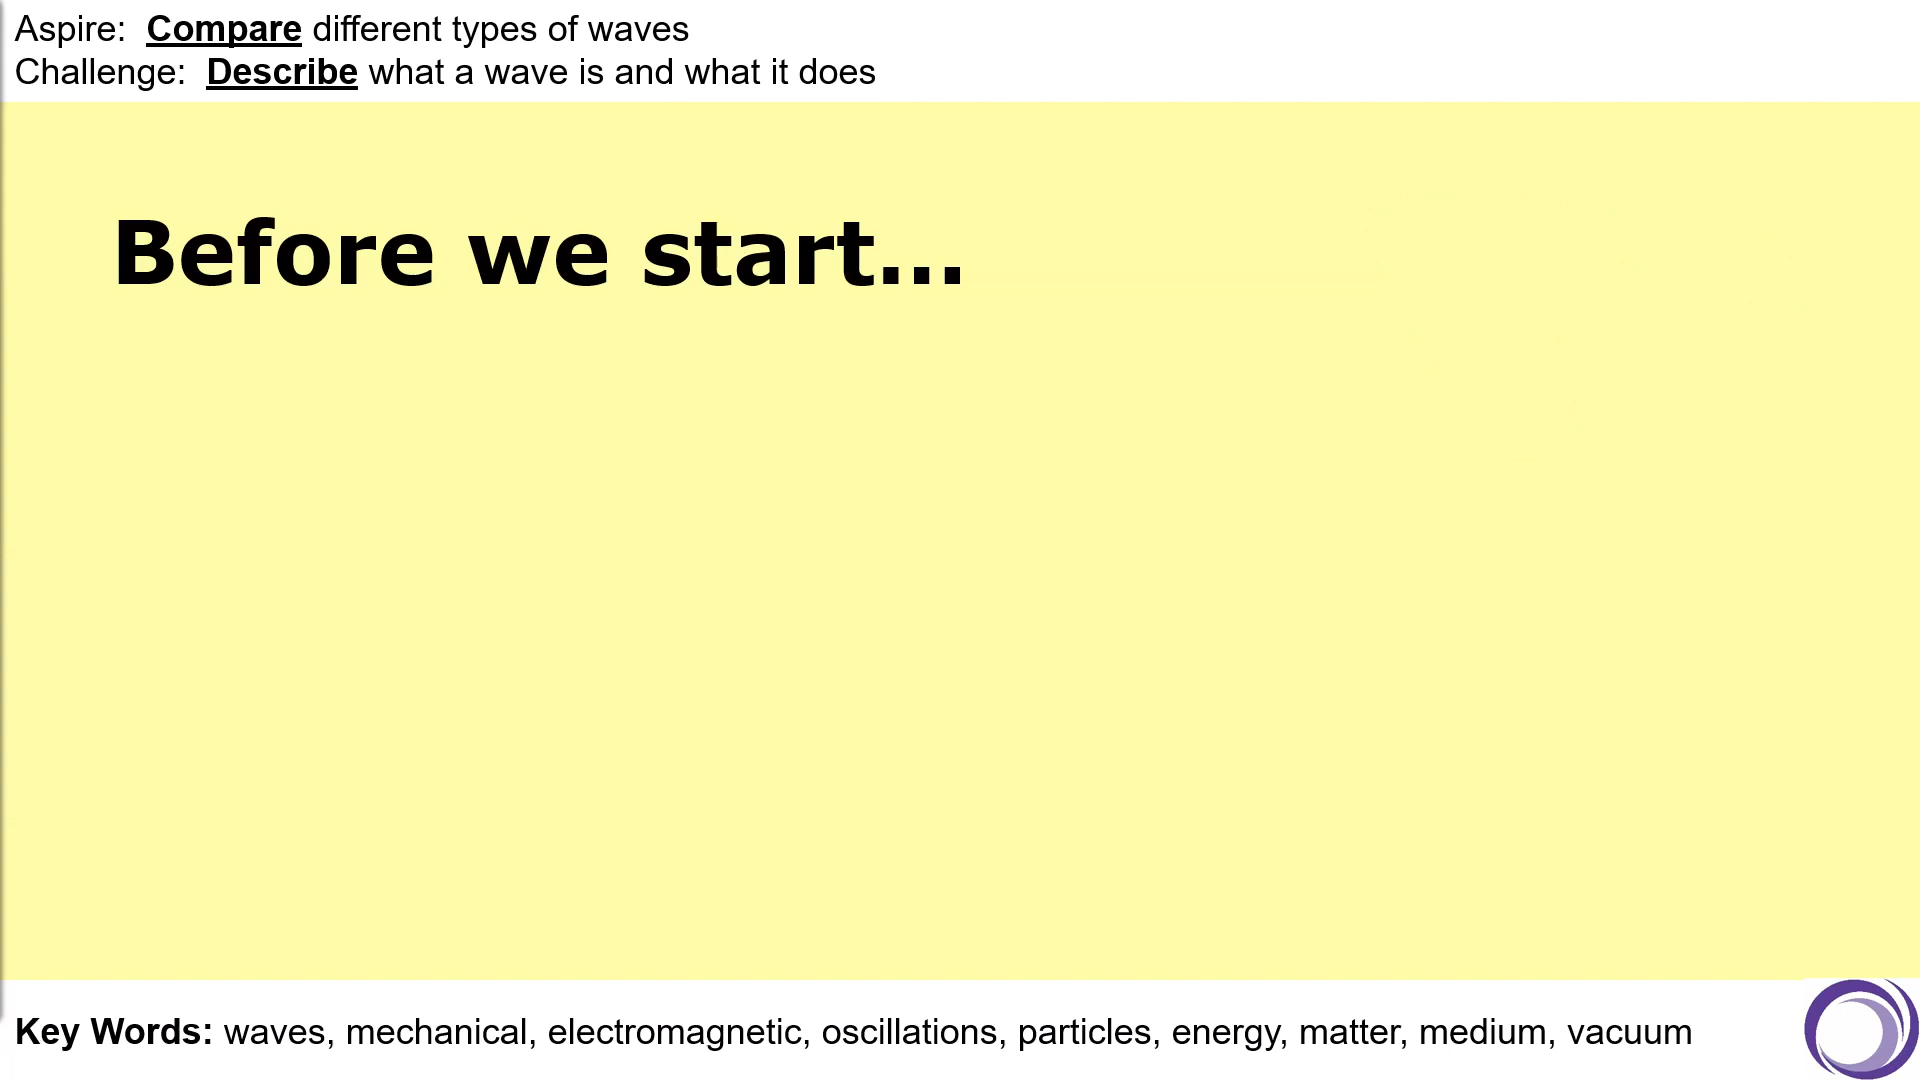 Aspire: Compare different types of waves
Challenge: Describe what a wave is and what it does
Before we start...
Key Words: waves, mechanical, electromagnetic, oscillations, particles, energy, matter, medium, vacuum